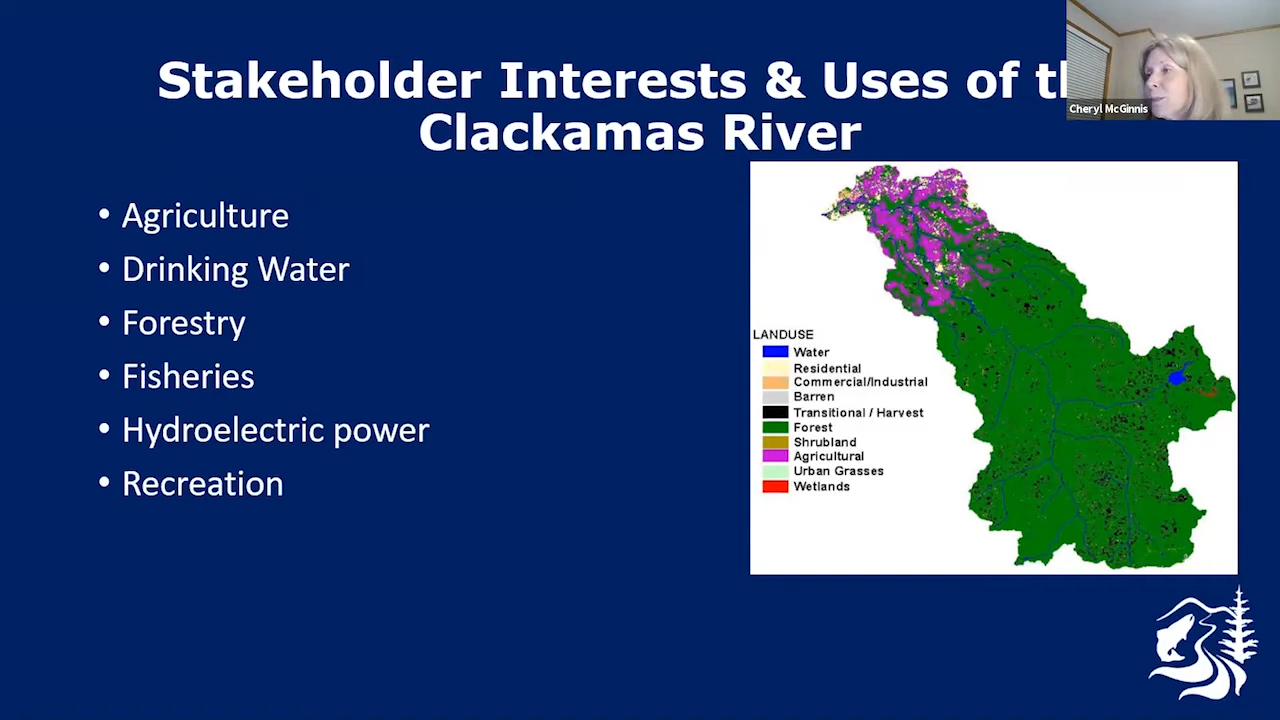 Stakeholder Interests & Uses of th
Clackamas River
Cheryl McGinnis
• Agriculture
• Drinking Water
• Forestry
• Fisheries
• Hydroelectric power
• Recreation
LANDUSE
Water
Residential
Commercial/Industrial
Barren
Transitional / Harvest
Forest
Shrubland
Agricultural
Urban Grasses
Wetlands